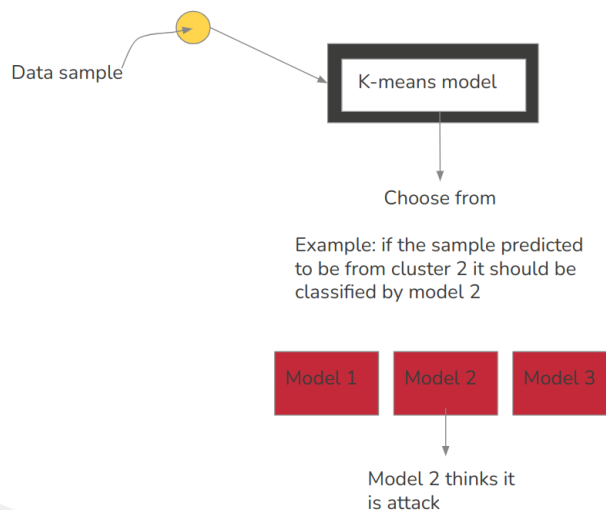 Data sample
K-means model
Choose from
Example: if the sample predicted
to be from cluster 2 it should be
classified by model 2
Model 1
Model 2
Model 3
Model 2 thinks it
is attack